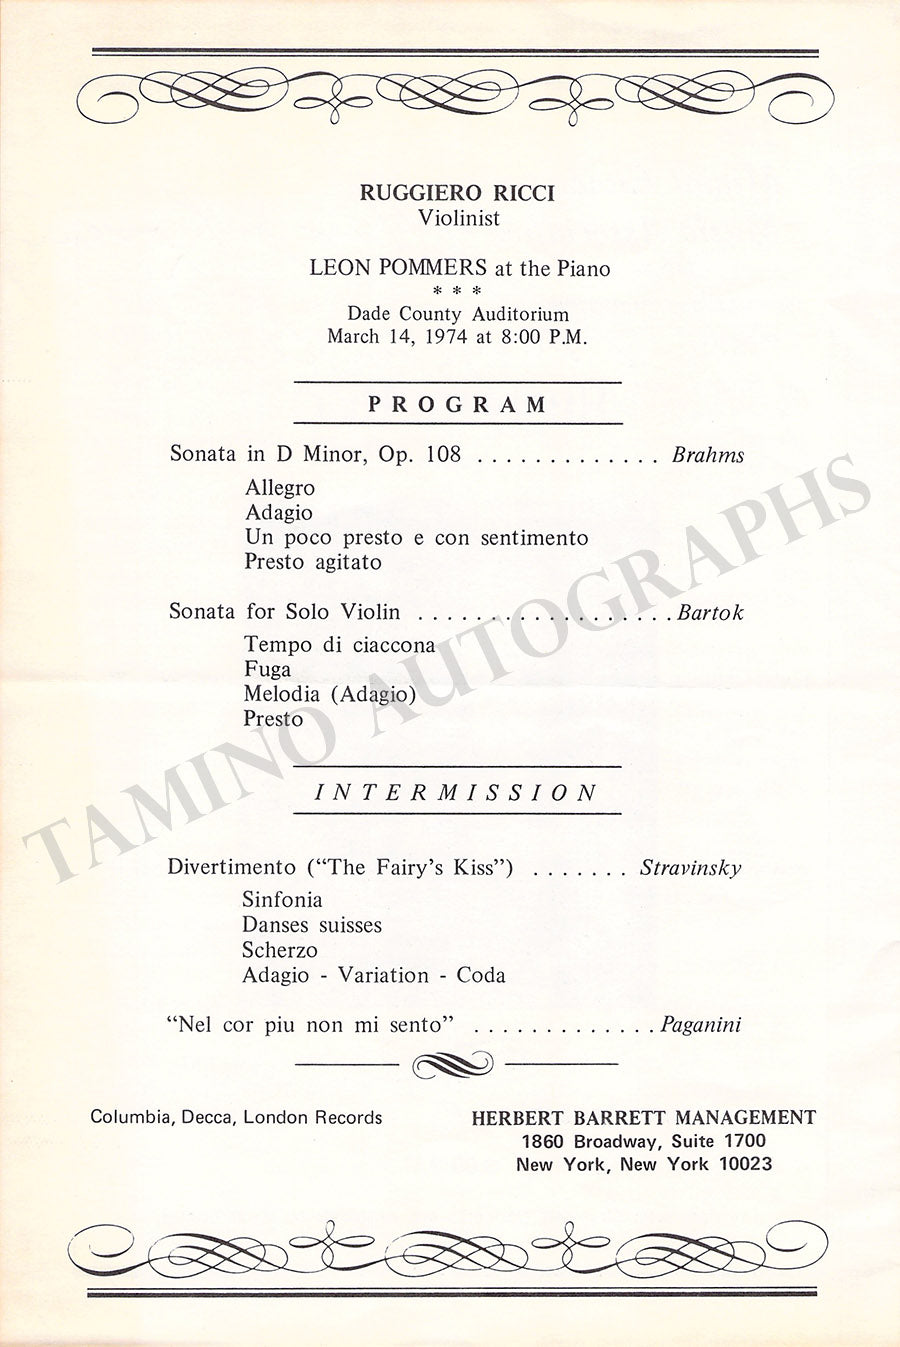 RUGGIERO RICCI
Violinist
LEON POMMERS at the Piano
* * *
Dade County Auditorium
March 14, 1974 at 8:00 P.M.
PROGRAM
Sonata in D Minor, Op. 108 ............. Brahms
Allegro
Adagio
Un poco presto e con sentimento
Presto agitato
Sonata for Solo Violin .................. Bartok
Tempo di ciaccona
Fuga
Melodia (Adagio)
Presto
INTERMISSION
Divertimento (“The Fairy’s Kiss”) ....... Stravinsky
Sinfonia
Danses suisses
Scherzo
Adagio - Variation - Coda
“Nel cor piu non mi sento” ............. Paganini
Columbia, Decca, London Records
HERBERT BARRETT MANAGEMENT
1860 Broadway, Suite 1700
New York, New York 10023
TAMINO AUTOGRAPHS